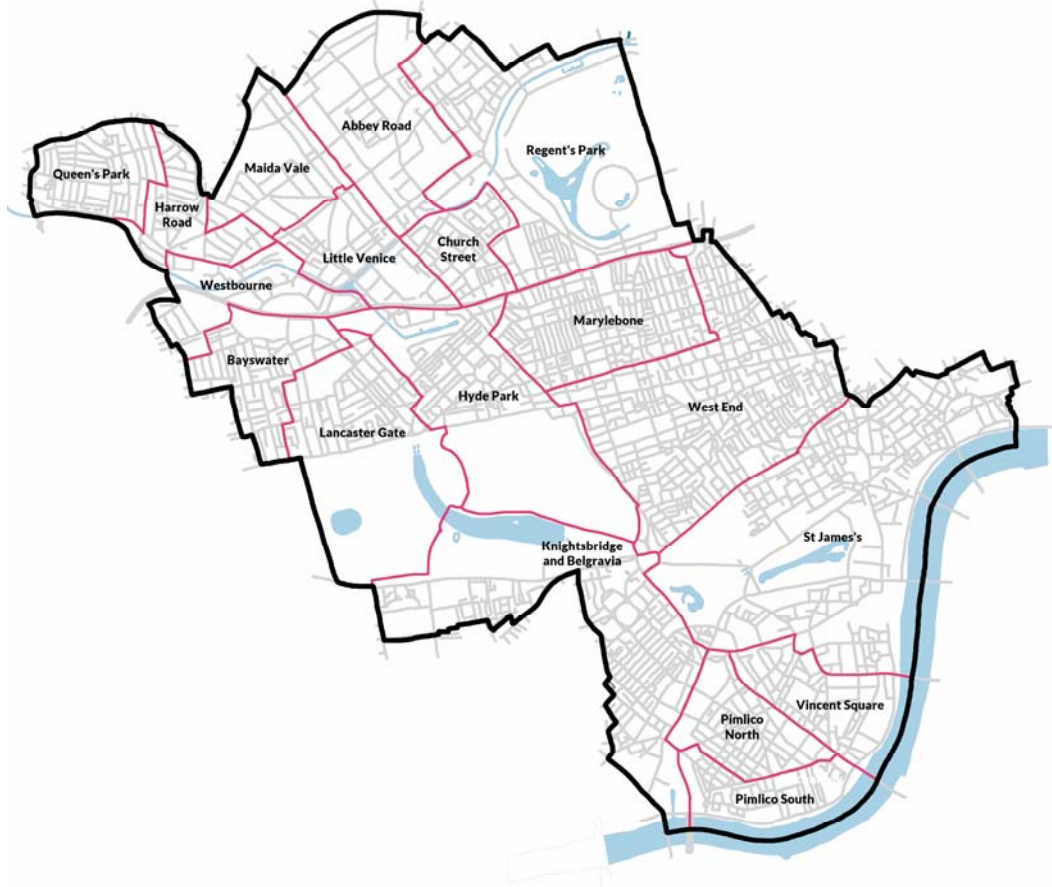 Abbey Road
Regent's Park
Maida Vale
Queen's Park
Harrow
Road
Church
Street
Little Venice
Westbourne
Marylebone
Bayswater
Hyde Park
West End
Lancaster Gate
St James's
Knightsbridge
and Belgravia
Vincent Square
Pimlico
North
Pimlico South